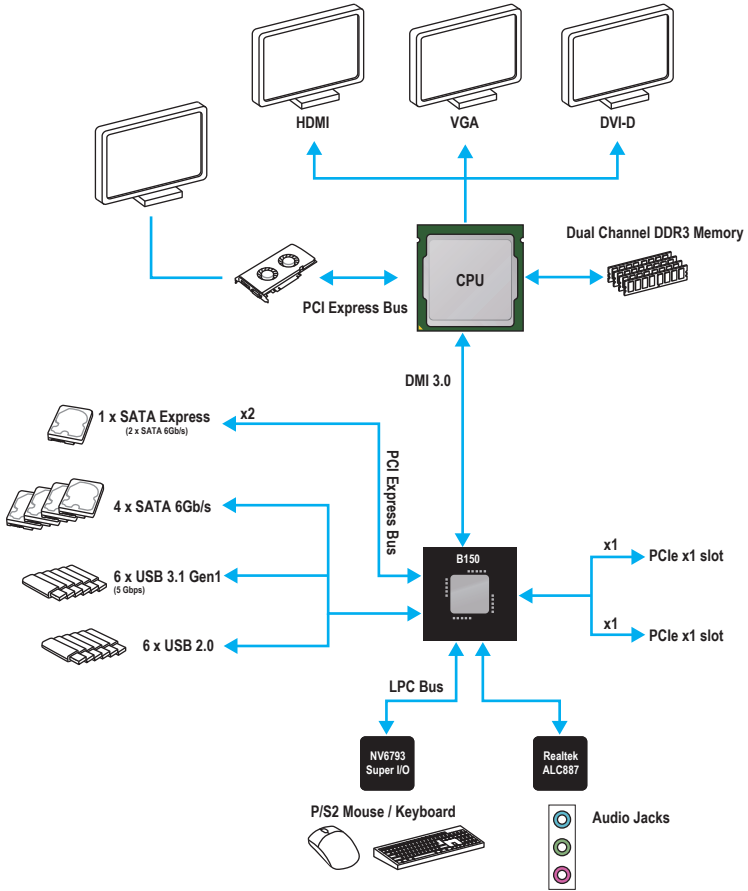 HDMI
VGA
DVI-D
Dual Channel DDR3 Memory
CPU
PCI Express Bus
DMI 3.0
1 x SATA Express
x2
(2 x SATA 6Gb/s)
PCI Express Bus
4 x SATA 6Gb/s
B150
x1
PCIe x1 slot
6 x USB 3.1 Gen1
(5 Gbps)
x1
PCIe x1 slot
6 x USB 2.0
LPC Bus
NV6793
Super I/O
Realtek
ALC887
P/S2 Mouse / Keyboard
Audio Jacks